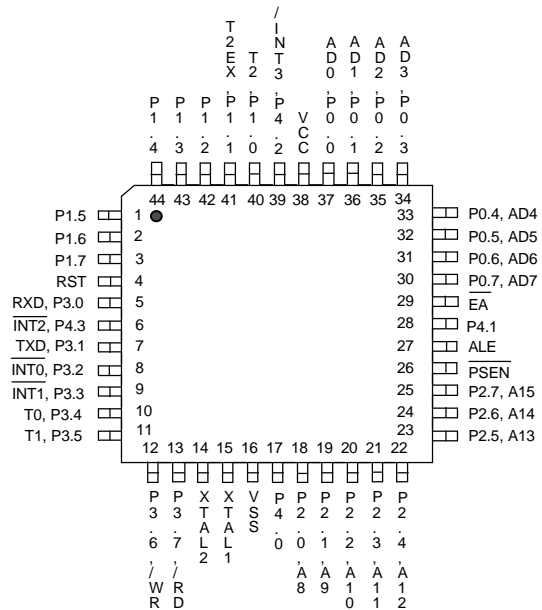 T2EX,P1.1
T2,P1.0
/INT3,P4.2
AD0,P0.0
AD1,P0.1
AD2,P0.2
AD3,P0.3
P1.4
P1.3
P1.2
VCC
44 43 42 41 40 39 38 37 36 35 34
P1.5 1
P1.6 2
P1.7 3
RST 4
RXD, P3.0 5
INT2, P4.3 6
TXD, P3.1 7
INT0, P3.2 8
INT1, P3.3 9
T0, P3.4 10
T1, P3.5 11
33 P0.4, AD4
32 P0.5, AD5
31 P0.6, AD6
30 P0.7, AD7
29 EA
28 P4.1
27 ALE
26 PSEN
25 P2.7, A15
24 P2.6, A14
23 P2.5, A13
12 13 14 15 16 17 18 19 20 21 22
P3.6,/WR
P3.7,/RD
XTAL2
XTAL1
VSS
P4.0
P2.0,A8
P2.1,A9
P2.2,A10
P2.3,A11
P2.4,A12